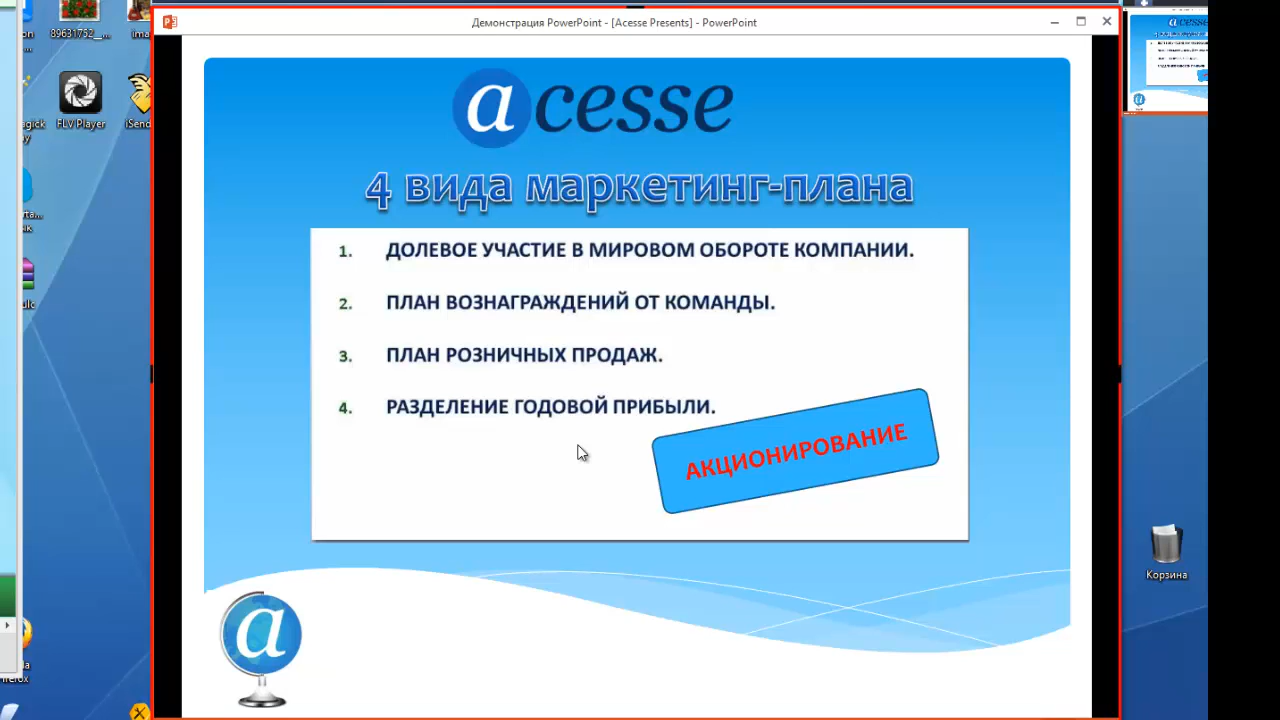 Демонстрация PowerPoint - [Acesse Presents] - PowerPoint
89631752_...
ima
FLV Player
iSend
acesse
4 вида маркетинг-плана
1. ДОЛЕВОЕ УЧАСТИЕ В МИРОВОМ ОБОРОТЕ КОМПАНИИ.
2. ПЛАН ВОЗНАГРАЖДЕНИЙ ОТ КОМАНДЫ.
3. ПЛАН РОЗНИЧНЫХ ПРОДАЖ.
4. РАЗДЕЛЕНИЕ ГОДОВОЙ ПРИБЫЛИ.
АКЦИОНИРОВАНИЕ
Корзина
a